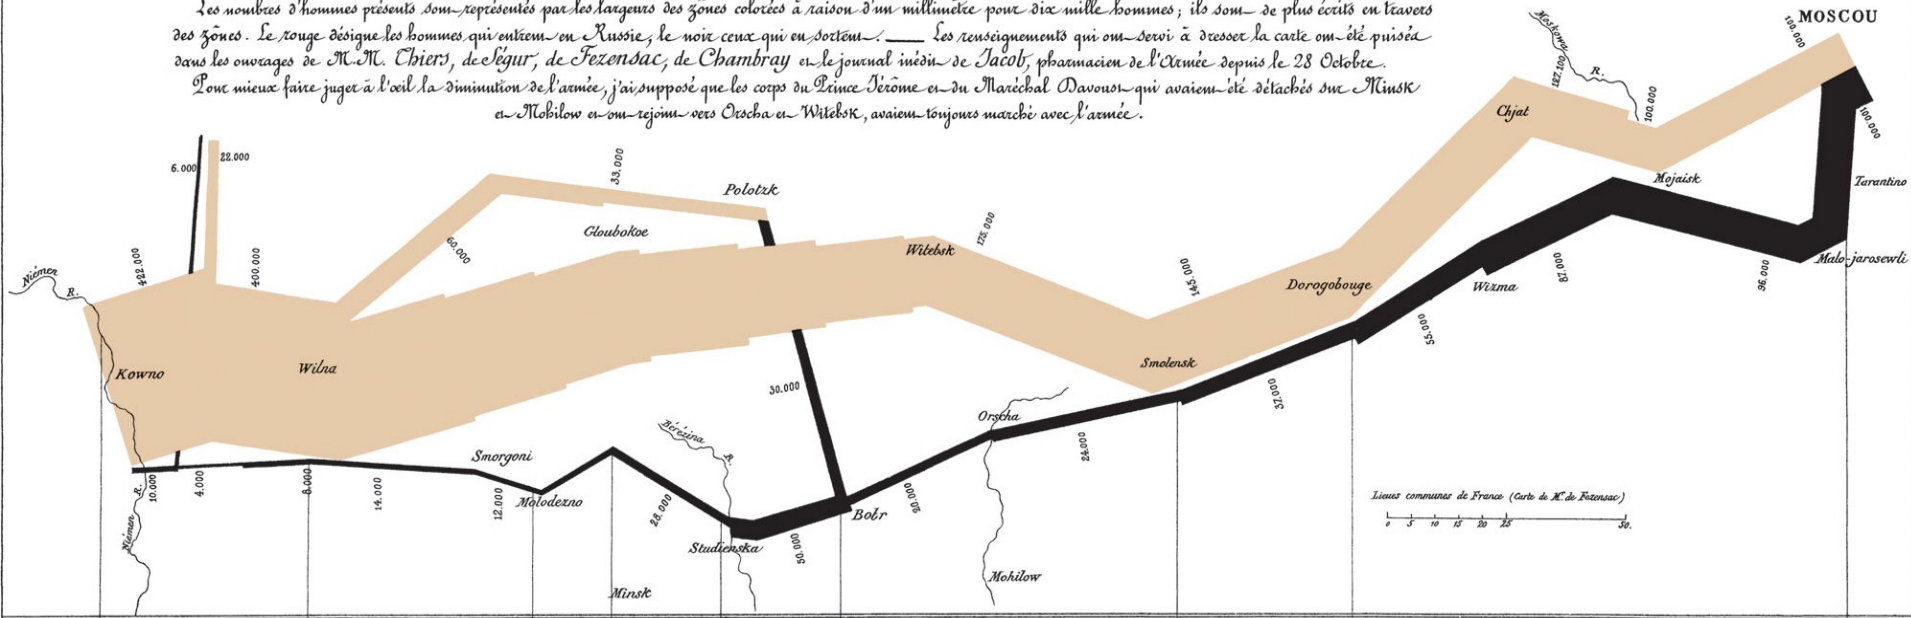 Les nombres d'hommes présents sont représentés par les largeurs des zônes colorées à raison d'un millimètre pour dix mille hommes; ils sont de plus écrits en travers
des zônes. Le rouge désigne les hommes qui entrent en Russie, le noir ceux qui en sortent. — Les renseignements qui ont servi à dresser la carte ont été puisés
dans les ouvrages de M.M. Thiers, de Ségur, de Fezensac, de Chambray et le journal inédit de Jacob, pharmacien de l'Armée depuis le 28 Octobre.
Pour mieux faire juger à l'œil la diminution de l'armée, j'ai supposé que les corps du Prince Jérôme et du Maréchal Davoust qui avaient été détachés sur Minsk
et Mohilow et ont rejoint vers Orscha et Witebsk, avaient toujours marché avec l'armée.
MOSCOU
100.000
Moskowa
R.
127.100
100.000
Chjat
100.000
6.000
22.000
33.000
Polotzk
Mojaisk
Tarantino
Gloubokoe
60.000
175.000
Witebsk
422.000
400.000
145.000
Niémen
R.
Dorogobouge
Wizma
87.000
96.000
Malo-jarosewli
Kowno
Wilna
Smolensk
55.000
30.000
37.000
Orscha
Bérézina
R.
24.000
Smorgoni
10.000
4.000
8.000
14.000
12.000
Molodezno
28.000
20.000
Bobr
R.
Niémen
Studienska
50.000
Lieues communes de France (Carte de M. de Fezensac)
0 5 10 15 20 25 50.
Mohilow
Minsk